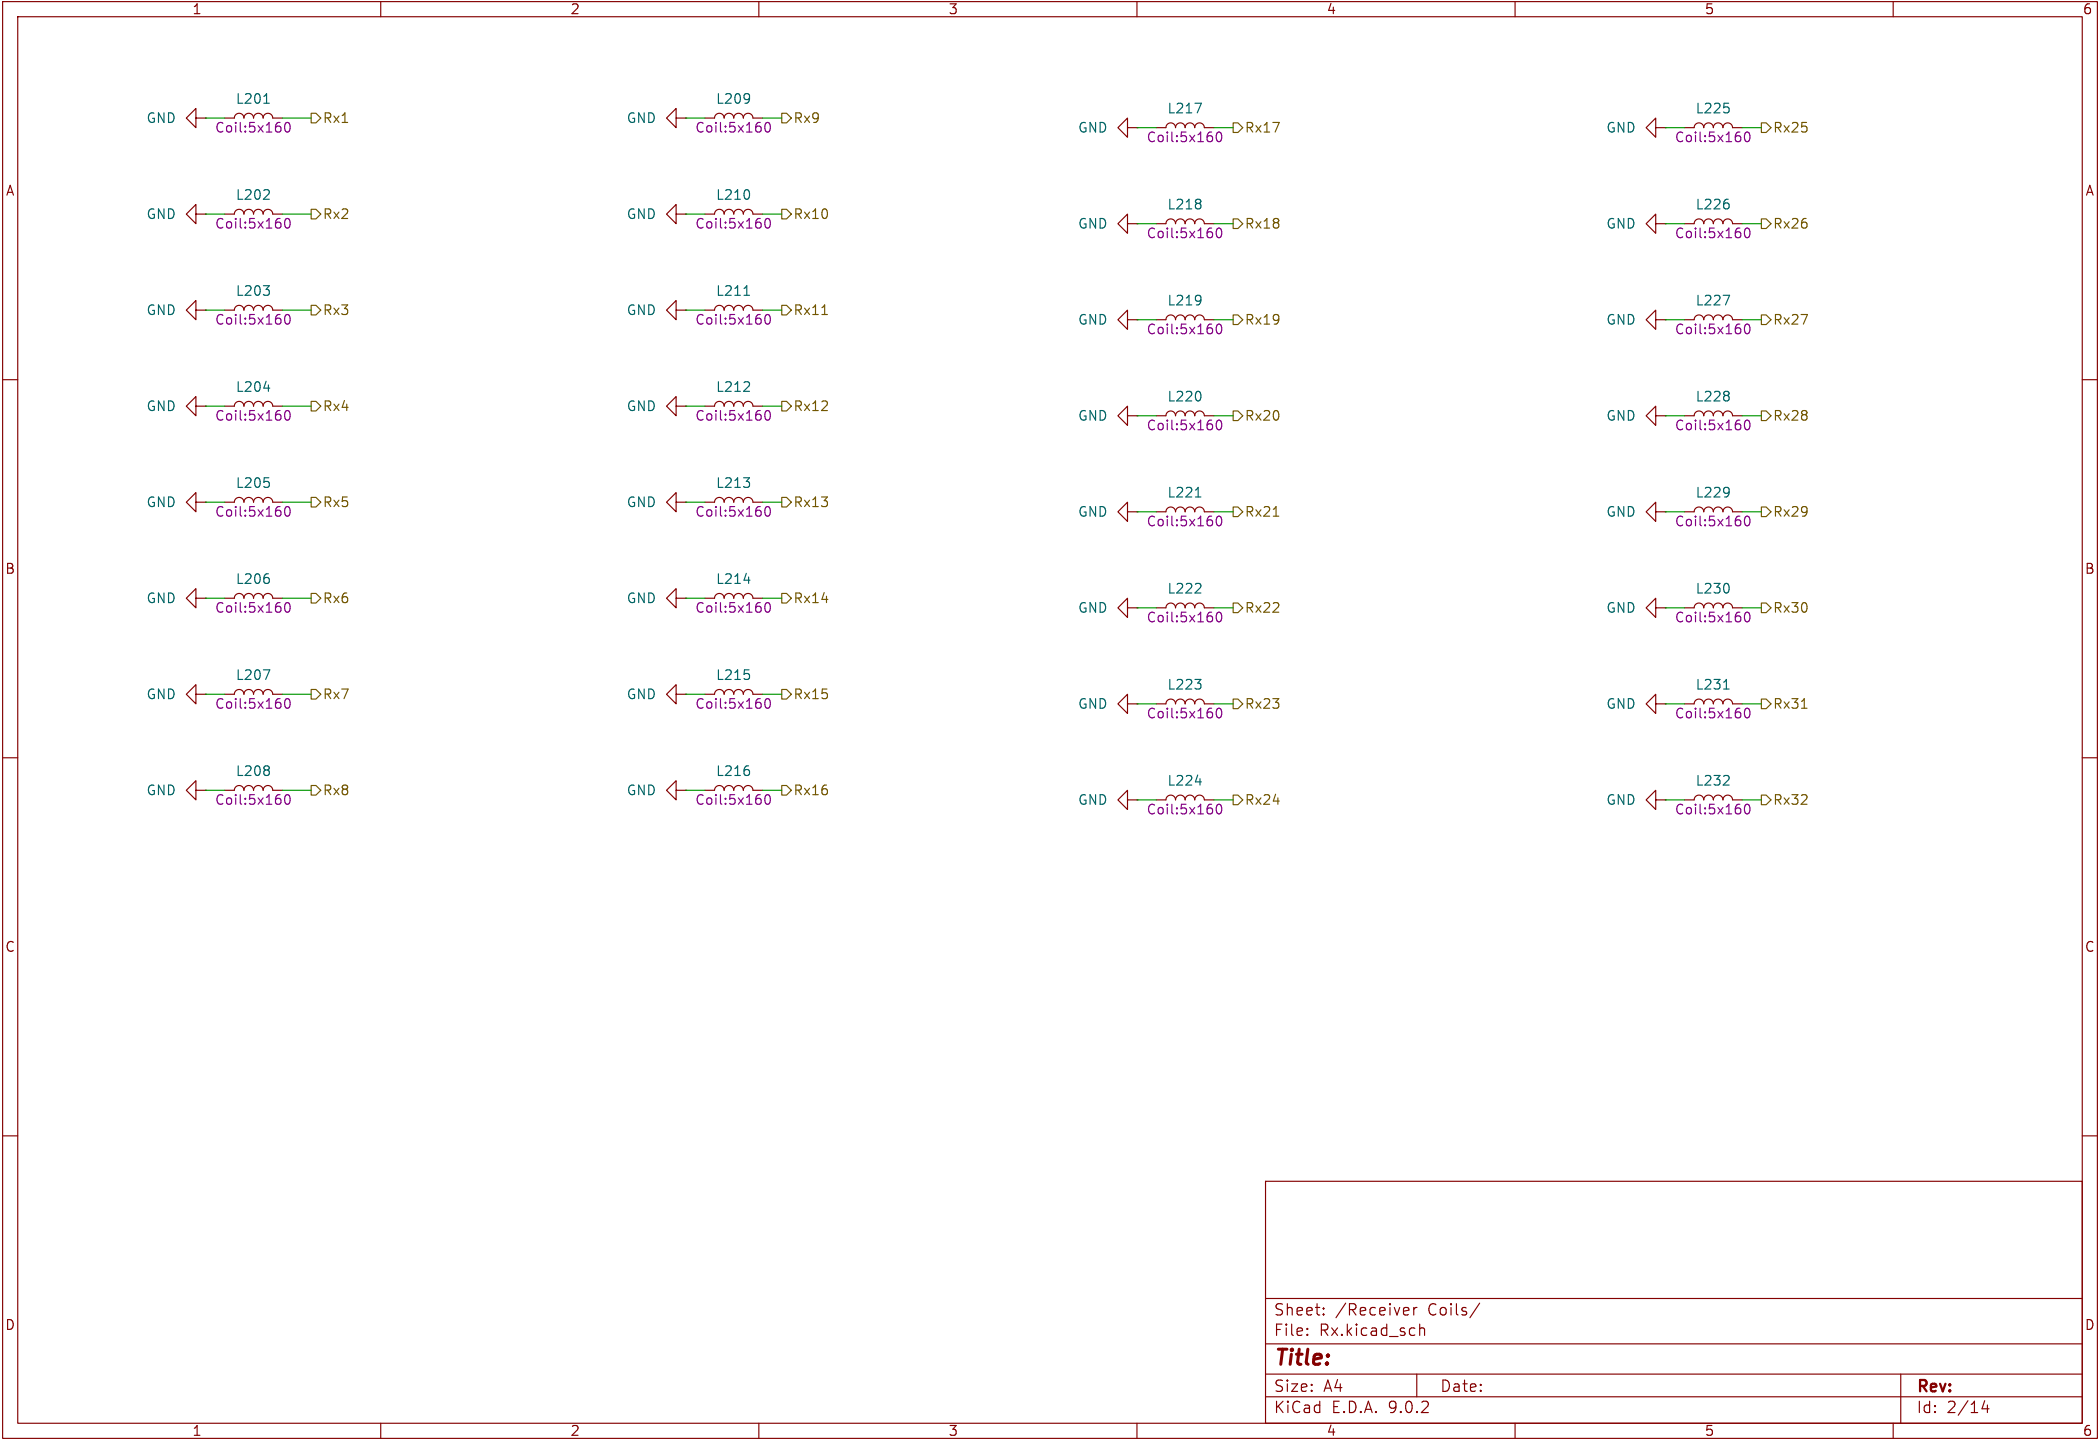 1 2 3 4 5 6
L201
GND Rx1
Coil:5x160
L209
GND Rx9
Coil:5x160
L217
GND Rx17
Coil:5x160
L225
GND Rx25
Coil:5x160
A A
L202
GND Rx2
Coil:5x160
L210
GND Rx10
Coil:5x160
L218
GND Rx18
Coil:5x160
L226
GND Rx26
Coil:5x160
L203
GND Rx3
Coil:5x160
L211
GND Rx11
Coil:5x160
L219
GND Rx19
Coil:5x160
L227
GND Rx27
Coil:5x160
L204
GND Rx4
Coil:5x160
L212
GND Rx12
Coil:5x160
L220
GND Rx20
Coil:5x160
L228
GND Rx28
Coil:5x160
L205
GND Rx5
Coil:5x160
L213
GND Rx13
Coil:5x160
L221
GND Rx21
Coil:5x160
L229
GND Rx29
Coil:5x160
B B
L206
GND Rx6
Coil:5x160
L214
GND Rx14
Coil:5x160
L222
GND Rx22
Coil:5x160
L230
GND Rx30
Coil:5x160
L207
GND Rx7
Coil:5x160
L215
GND Rx15
Coil:5x160
L223
GND Rx23
Coil:5x160
L231
GND Rx31
Coil:5x160
L208
GND Rx8
Coil:5x160
L216
GND Rx16
Coil:5x160
L224
GND Rx24
Coil:5x160
L232
GND Rx32
Coil:5x160
C C
Sheet: /Receiver Coils/
File: Rx.kicad_sch
D D
Title:
Size: A4 Date: Rev:
KiCad E.D.A. 9.0.2 Id: 2/14
1 2 3 4 5 6